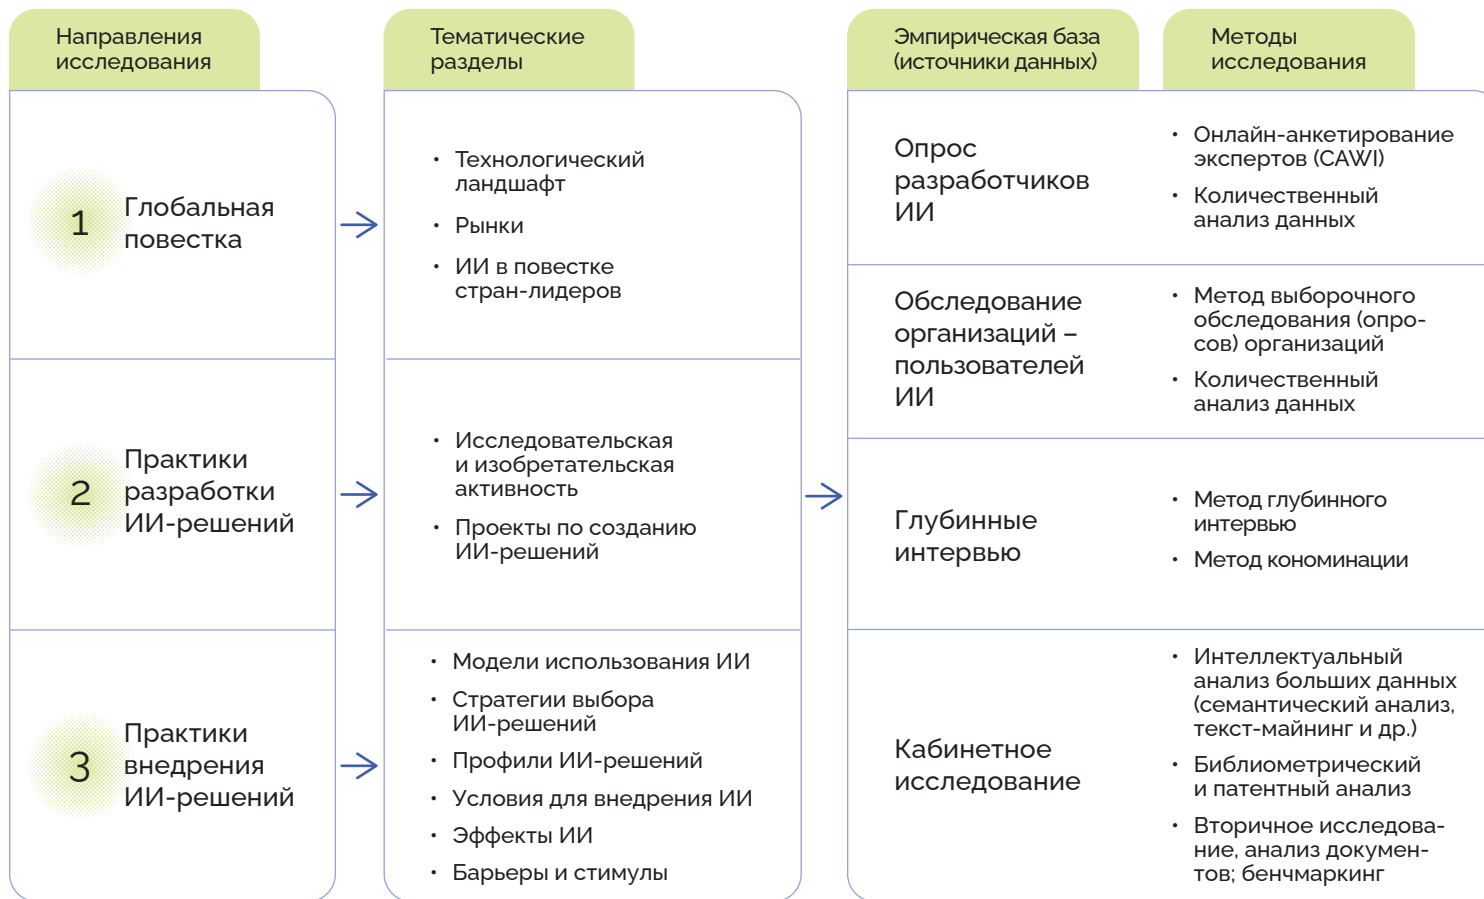 Направления
исследования
Тематические
разделы
Эмпирическая база
(источники данных)
Методы
исследования
1
Глобальная
повестка
• Технологический
ландшафт
• Рынки
• ИИ в повестке
стран-лидеров
2
Практики
разработки
ИИ-решений
• Исследовательская
и изобретательская
активность
• Проекты по созданию
ИИ-решений
3
Практики
внедрения
ИИ-решений
• Модели использования ИИ
• Стратегии выбора
ИИ-решений
• Профили ИИ-решений
• Условия для внедрения ИИ
• Эффекты ИИ
• Барьеры и стимулы
Опрос
разработчиков
ИИ
• Онлайн-анкетирование
экспертов (CAWI)
• Количественный
анализ данных
Обследование
организаций –
пользователей
ИИ
• Метод выборочного
обследования (опро-
сов) организаций
• Количественный
анализ данных
Глубинные
интервью
• Метод глубинного
интервью
• Метод кономинации
Кабинетное
исследование
• Интеллектуальный
анализ больших данных
(семантический анализ,
текст-майнинг и др.)
• Библиометрический
и патентный анализ
• Вторичное исследова-
ние, анализ докумен-
тов; бенчмаркинг